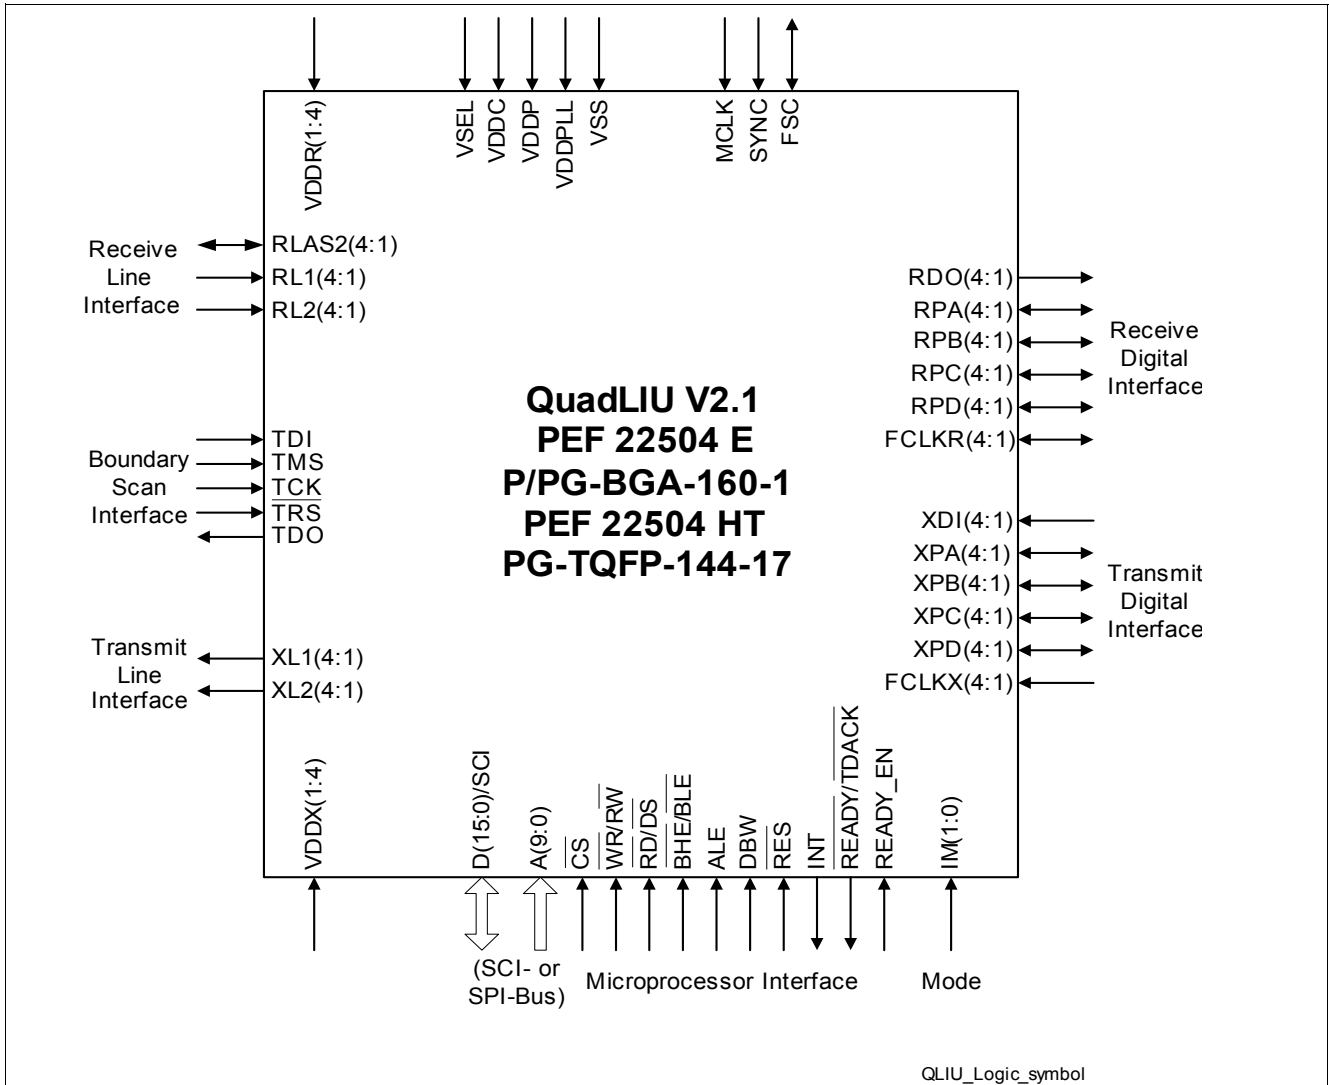 VDDR(1:4)
VSEL
VDDC
VDDP
VDDPLL
VSS
MCLK
SYNC
FSC
Receive
Line
Interface
RLAS2(4:1)
RL1(4:1)
RL2(4:1)
Boundary
Scan
Interface
TDI
TMS
TCK
TRS
TDO
Transmit
Line
Interface
XL1(4:1)
XL2(4:1)
QuadLIU V2.1
PEF 22504 E
P/PG-BGA-160-1
PEF 22504 HT
PG-TQFP-144-17
RDO(4:1)
RPA(4:1)
RPB(4:1)
RPC(4:1)
RPD(4:1)
FCLKR(4:1)
Receive
Digital
Interface
XDI(4:1)
XPA(4:1)
XPB(4:1)
XPC(4:1)
XPD(4:1)
FCLKX(4:1)
Transmit
Digital
Interface
VDDX(1:4)
D(15:0)/SCI
A(9:0)
CS
WR/RW
RD/DS
BHE/BLE
ALE
DBW
RES
INT
READY/TDACK
READY_EN
IM(1:0)
(SCI- or
SPI-Bus)
Microprocessor Interface
Mode
QLIU_Logic_symbol